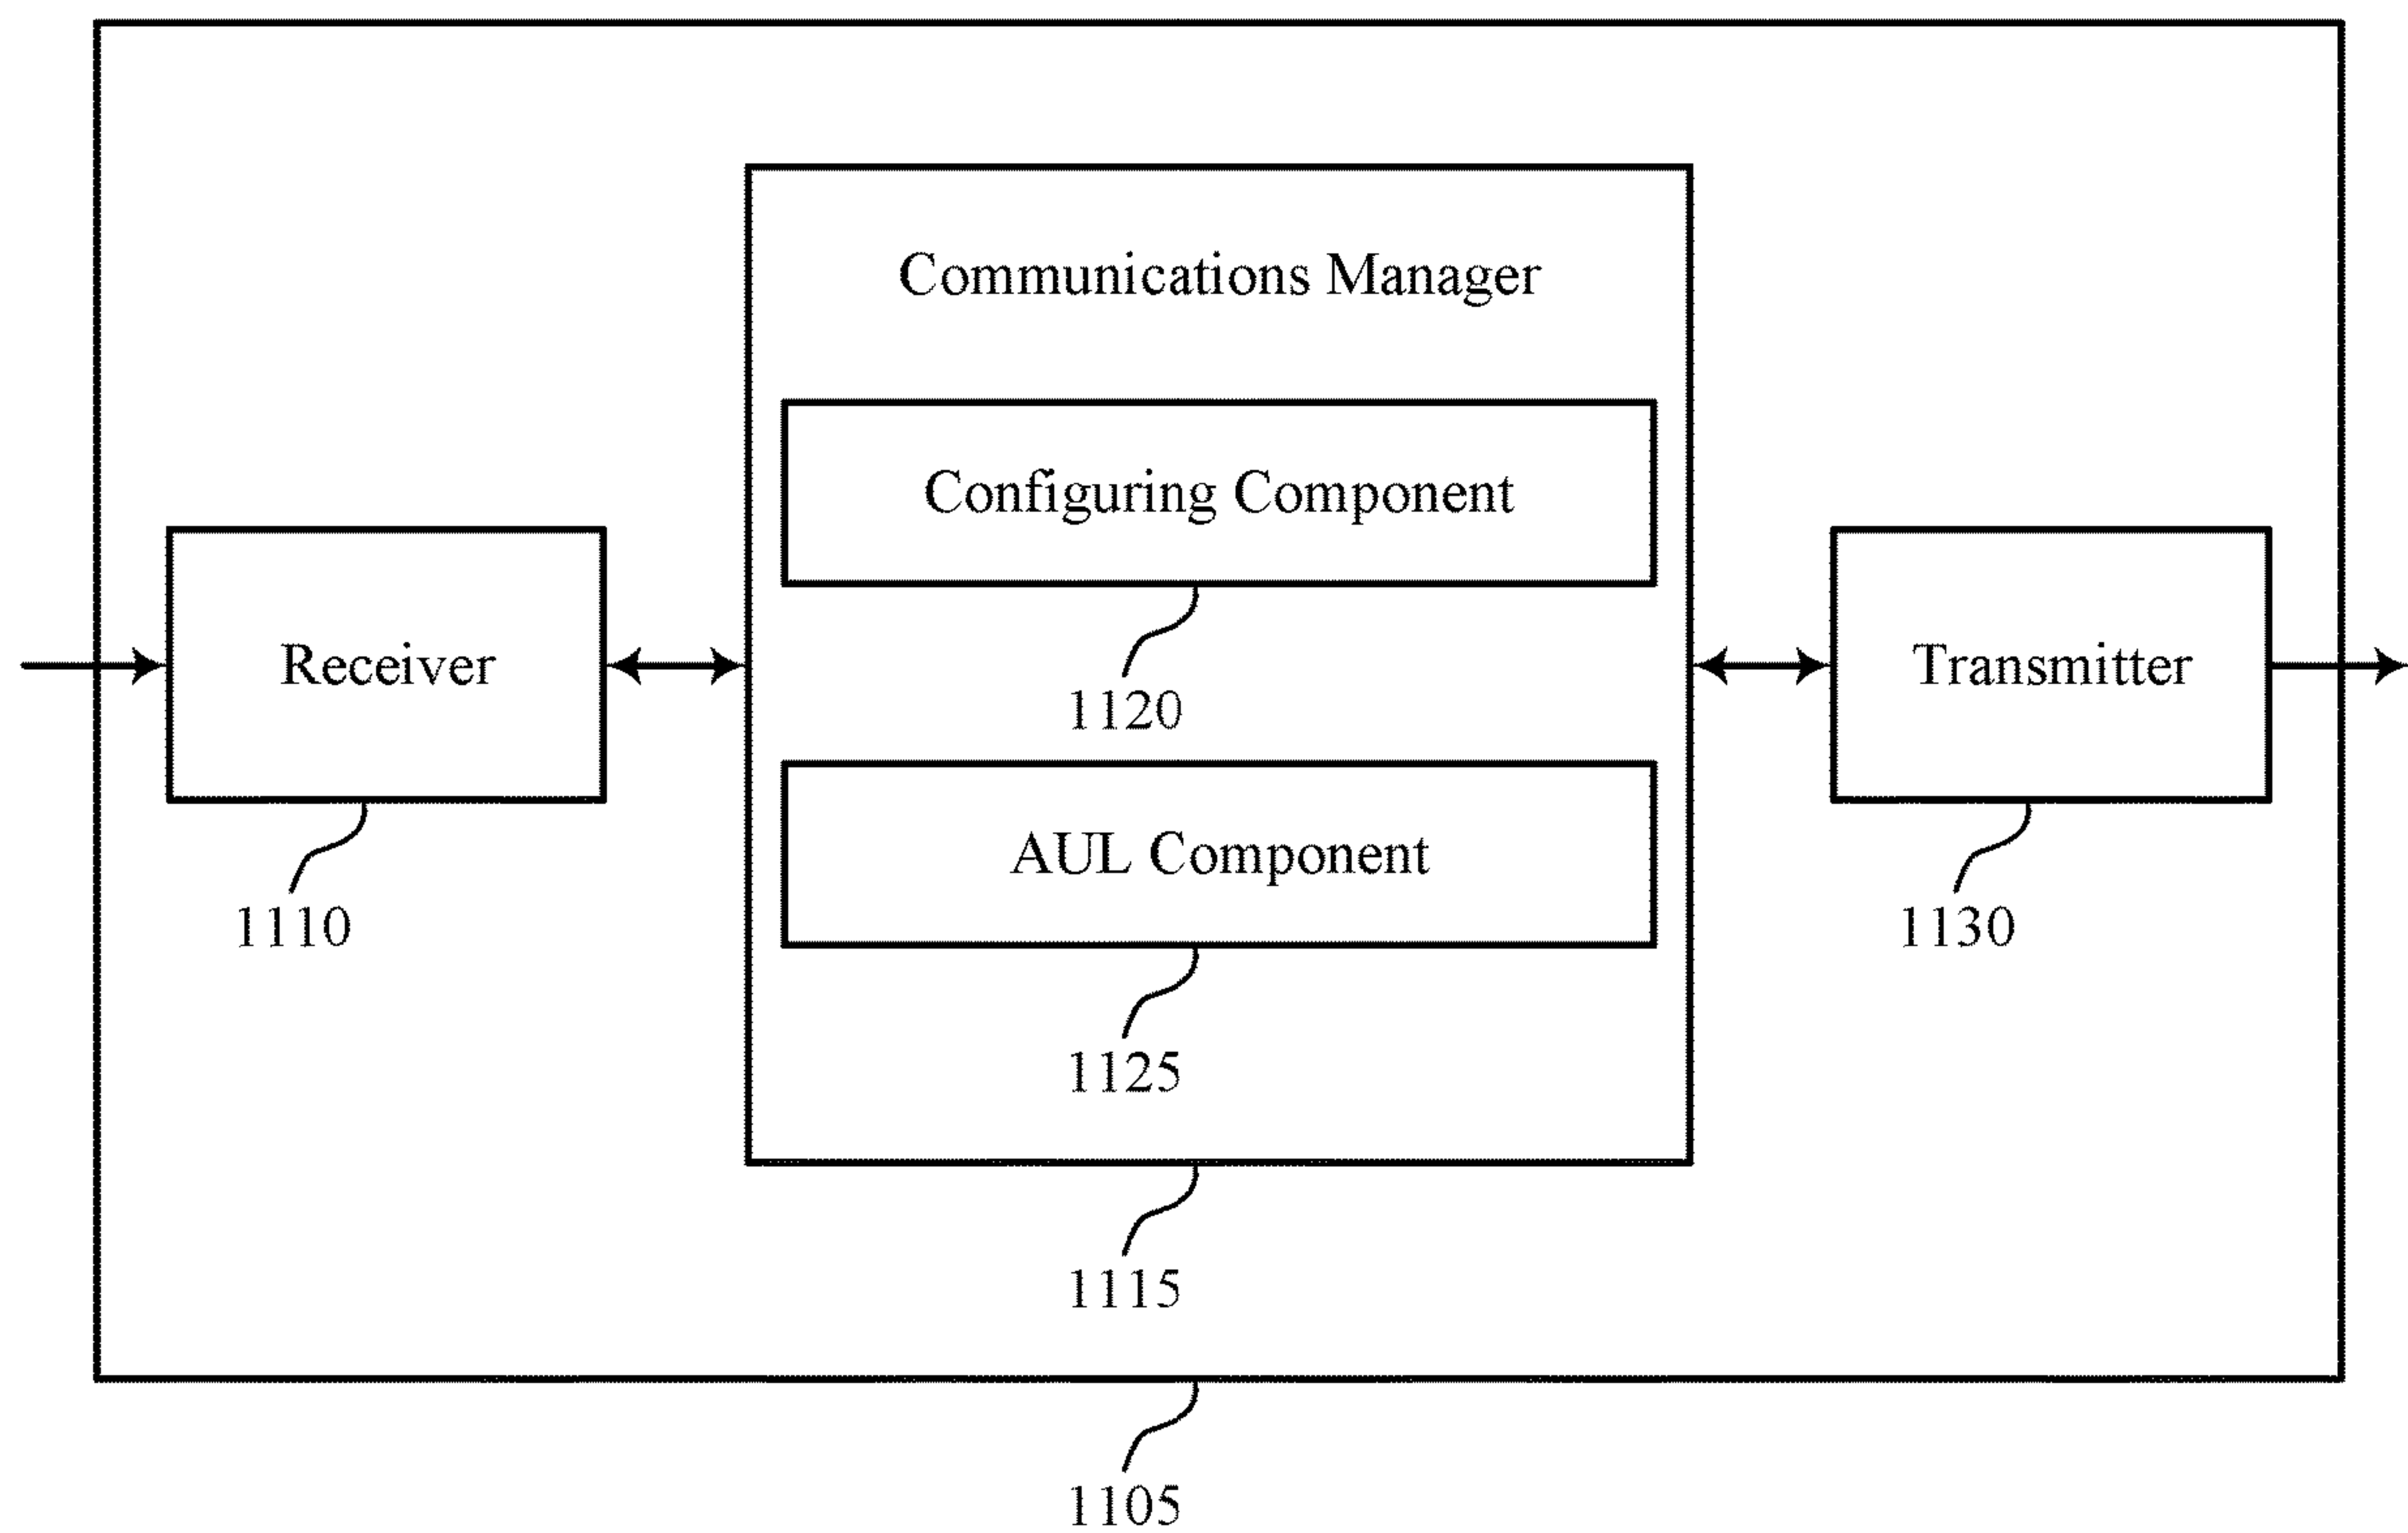 Communications Manager
Configuring Component
1120
Receiver
1110
AUL Component
1125
Transmitter
1130
1115
1105